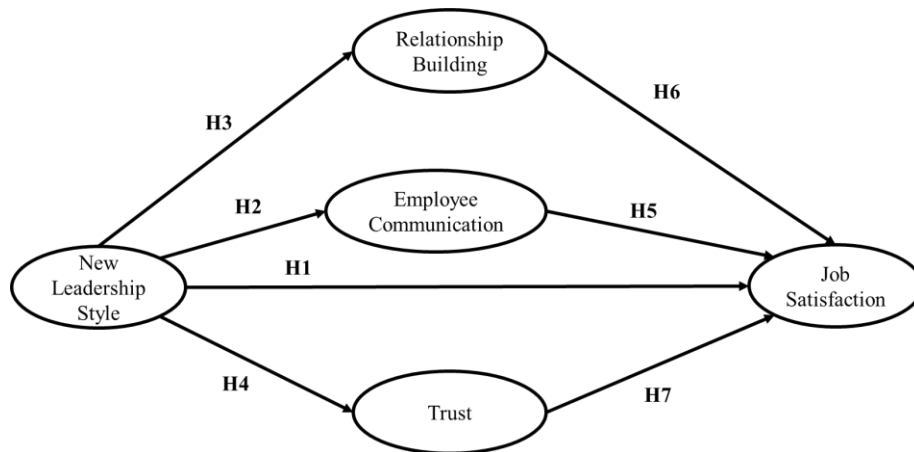 Relationship
Building
H3
H6
H2
Employee
Communication
H5
New
Leadership
Style
H1
Job
Satisfaction
H4
Trust
H7